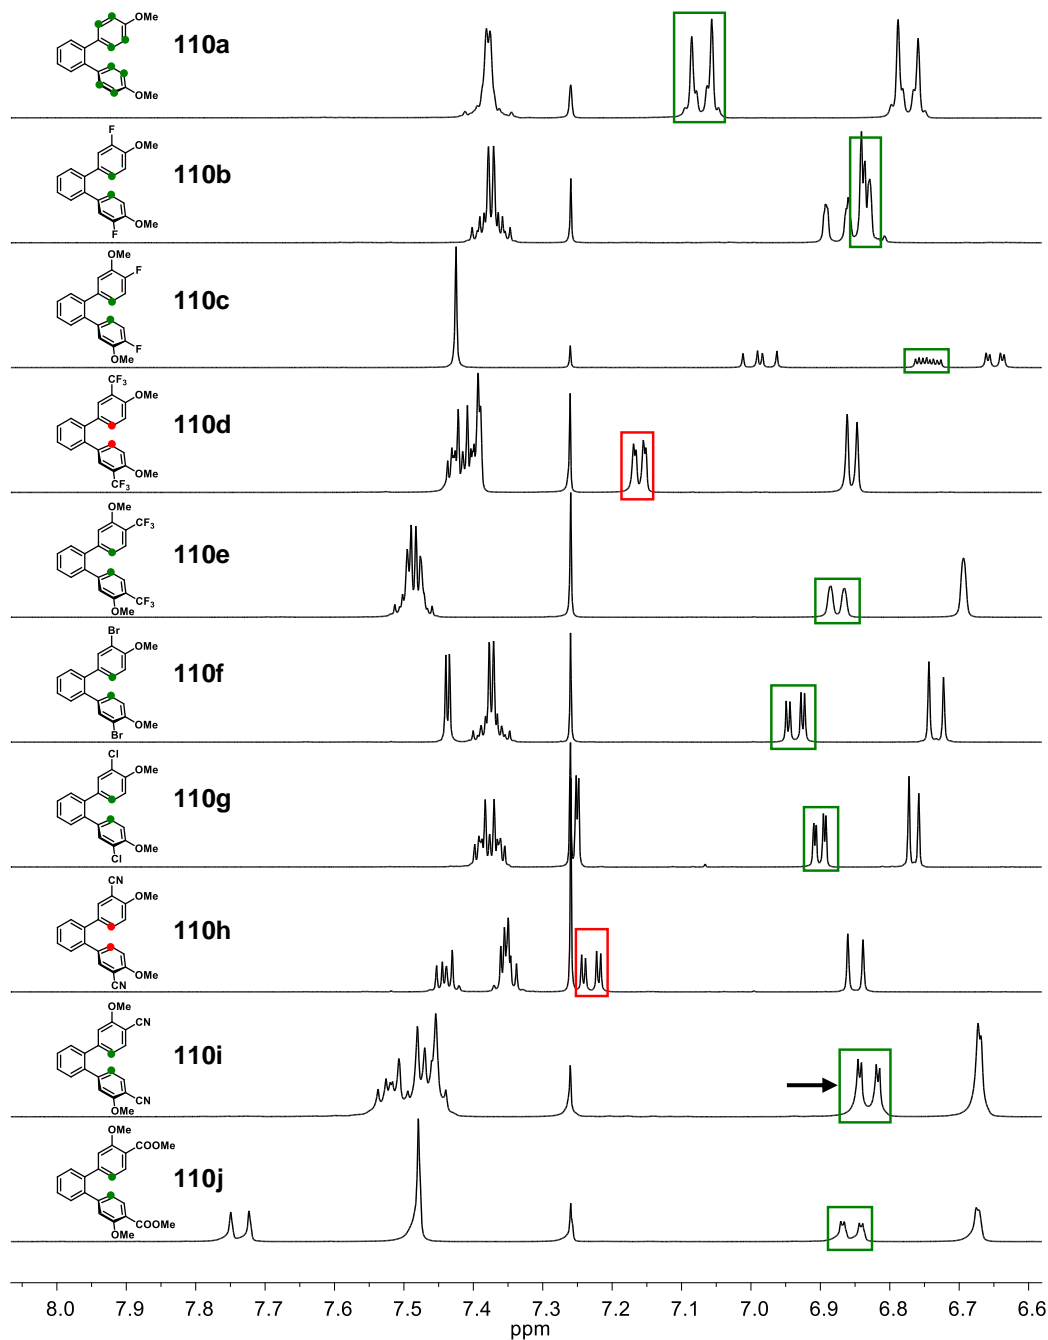 OMe
110a
OMe
F
OMe
110b
OMe
F
OMe
F
110c
F
OMe
CF3
OMe
110d
OMe
CF3
OMe
CF3
110e
CF3
OMe
Br
OMe
110f
OMe
Br
Cl
OMe
110g
OMe
Cl
CN
OMe
110h
OMe
CN
OMe
CN
110i
CN
OMe
OMe
COOMe
110j
COOMe
OMe
8.0 7.9 7.8 7.7 7.6 7.5 7.4 7.3 7.2 7.1 7.0 6.9 6.8 6.7 6.6
ppm